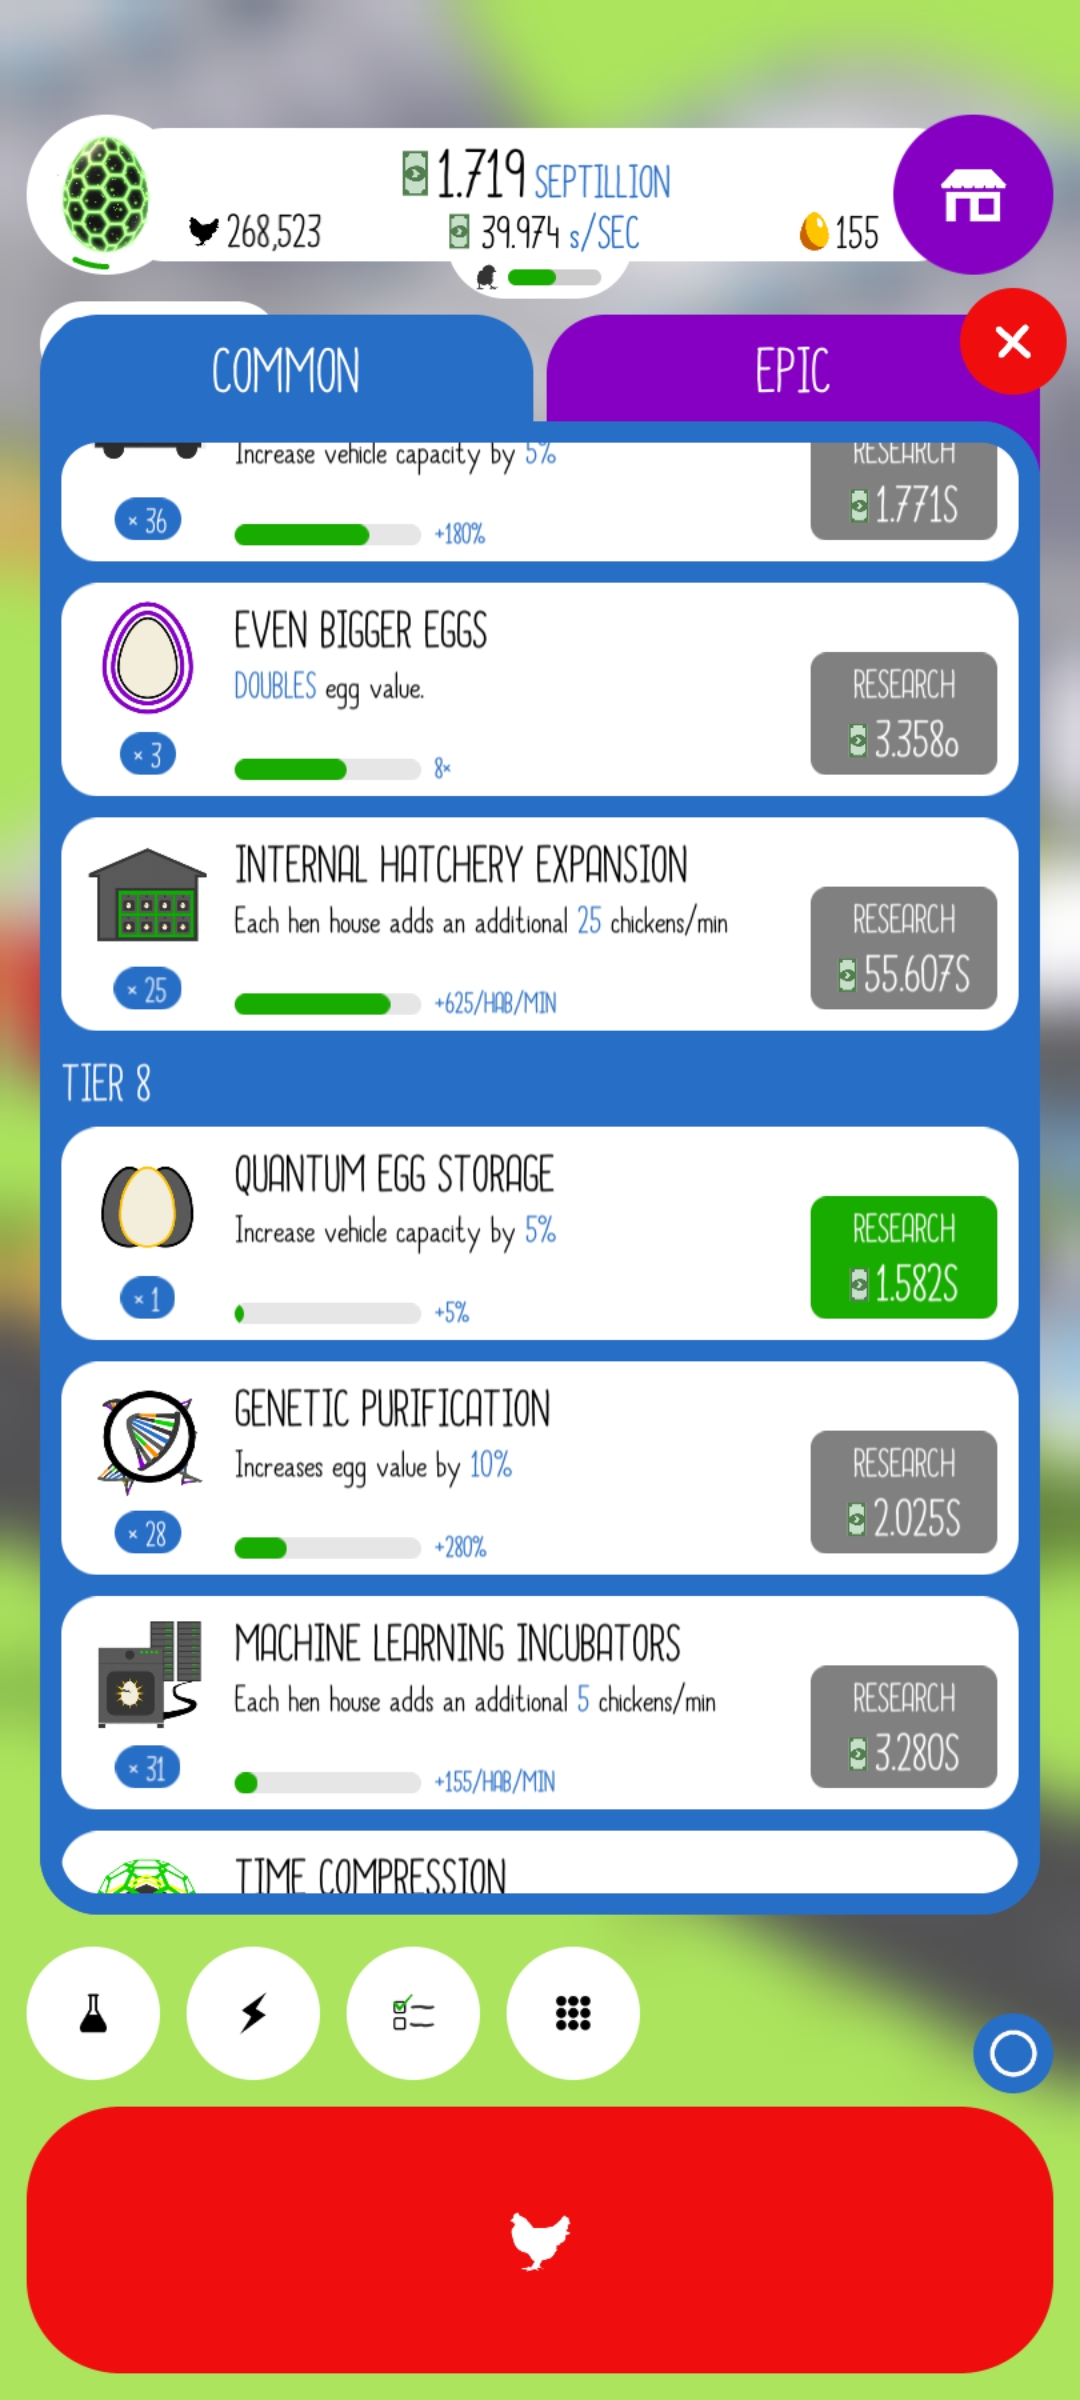 1.719 SEPTILLION
268,523
39.974 s/SEC
155
COMMON
EPIC
Increase vehicle capacity by 5%
RESEARCH
1.771S
× 36
+180%
EVEN BIGGER EGGS
DOUBLES egg value.
RESEARCH
3.358o
× 3
8×
INTERNAL HATCHERY EXPANSION
Each hen house adds an additional 25 chickens/min
RESEARCH
55.607S
× 25
+625/HAB/MIN
TIER 8
QUANTUM EGG STORAGE
Increase vehicle capacity by 5%
RESEARCH
1.582S
× 1
+5%
GENETIC PURIFICATION
Increases egg value by 10%
RESEARCH
2.025S
× 28
+280%
MACHINE LEARNING INCUBATORS
Each hen house adds an additional 5 chickens/min
RESEARCH
3.280S
× 31
+155/HAB/MIN
TIME COMPRESSION